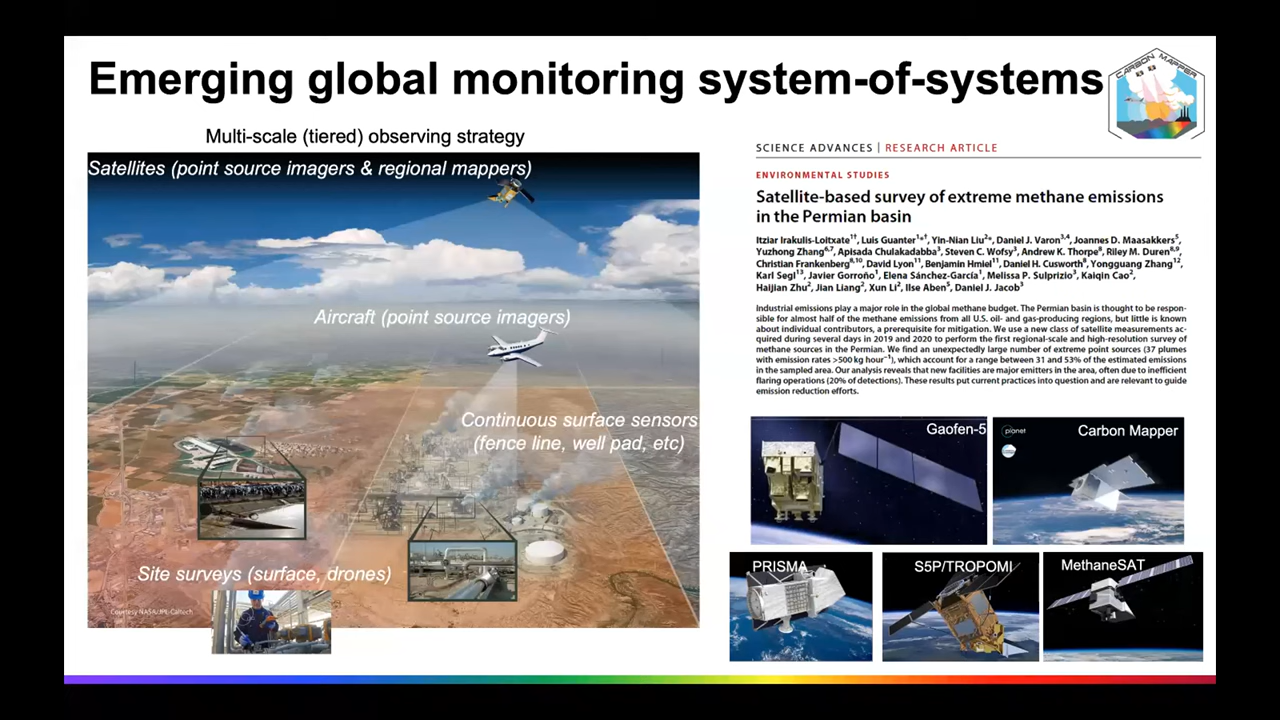 Emerging global monitoring system-of-systems
CARBON MAPPER
Multi-scale (tiered) observing strategy
Satellites (point source imagers & regional mappers)
Aircraft (point source imagers)
Continuous surface sensors
(fence line, well pad, etc)
Site surveys (surface, drones)
Courtesy NASA/JPL-Caltech
SCIENCE ADVANCES | RESEARCH ARTICLE
ENVIRONMENTAL STUDIES
Satellite-based survey of extreme methane emissions
in the Permian basin
Itziar Irakulis-Loitxate1†, Luis Guanter1*†, Yin-Nian Liu2*, Daniel J. Varon3,4, Joannes D. Maasakkers5,
Yuzhong Zhang6,7, Apisada Chulakadabba3, Steven C. Wofsy3, Andrew K. Thorpe8, Riley M. Duren8,9,
Christian Frankenberg8,10, David Lyon11, Benjamin Hmiel11, Daniel H. Cusworth8, Yongguang Zhang12,
Karl Segl13, Javier Gorroño1, Elena Sánchez-García1, Melissa P. Sulprizio3, Kaiqin Cao2,
Haijian Zhu2, Jian Liang2, Xun Li2, Ilse Aben5, Daniel J. Jacob3
Industrial emissions play a major role in the global methane budget. The Permian basin is thought to be respon-
sible for almost half of the methane emissions from all U.S. oil- and gas-producing regions, but little is known
about individual contributors, a prerequisite for mitigation. We use a new class of satellite measurements ac-
quired during several days in 2019 and 2020 to perform the first regional-scale and high-resolution survey of
methane sources in the Permian. We find an unexpectedly large number of extreme point sources (37 plumes
with emission rates >500 kg hour−1), which account for a range between 31 and 53% of the estimated emissions
in the sampled area. Our analysis reveals that new facilities are major emitters in the area, often due to inefficient
flaring operations (20% of detections). These results put current practices into question and are relevant to guide
emission reduction efforts.
Gaofen-5
planet
Carbon Mapper
PRISMA
S5P/TROPOMI
MethaneSAT